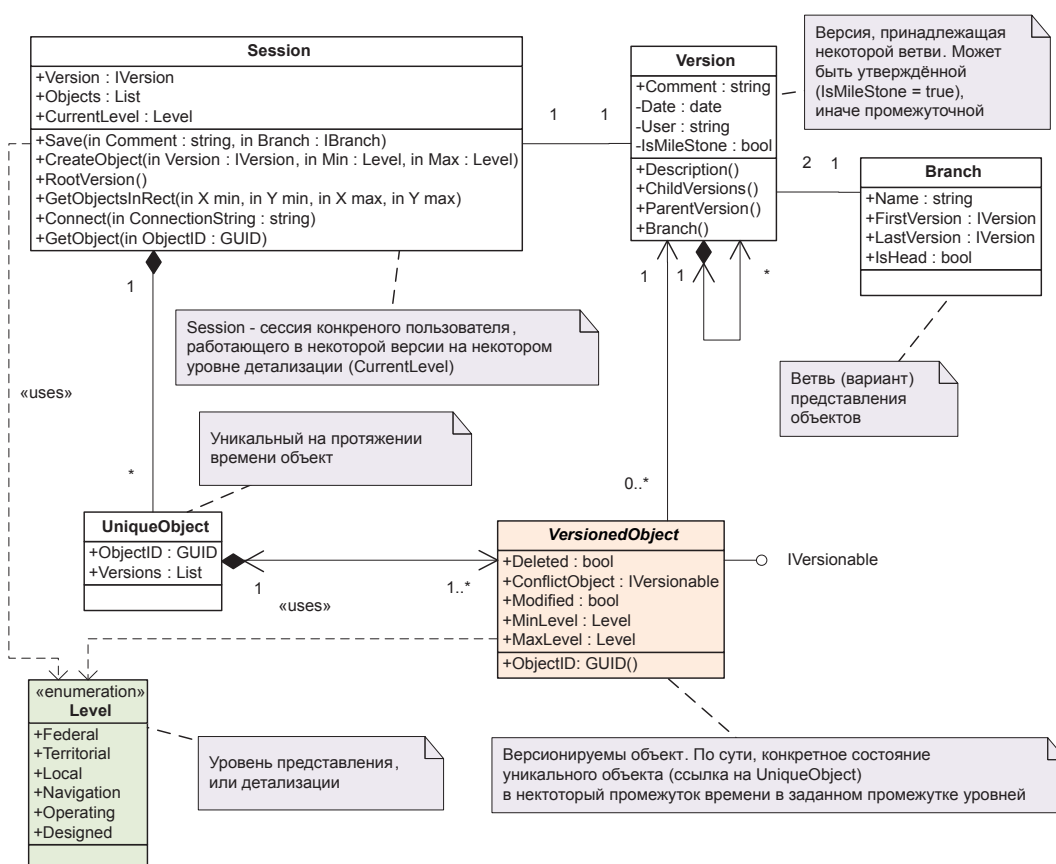 Session
+Version : IVersion
+Objects : List
+CurrentLevel : Level
+Save(in Comment : string, in Branch : IBranch)
+CreateObject(in Version : IVersion, in Min : Level, in Max : Level)
+RootVersion()
+GetObjectsInRect(in X min, in Y min, in X max, in Y max)
+Connect(in ConnectionString : string)
+GetObject(in ObjectID : GUID)
1
1
Version
+Comment : string
-Date : date
-User : string
-IsMileStone : bool
+Description()
+ChildVersions()
+ParentVersion()
+Branch()
Версия, принадлежащая
некоторой ветви. Может
быть утверждённой
(IsMileStone = true),
иначе промежуточной
2
1
Branch
+Name : string
+FirstVersion : IVersion
+LastVersion : IVersion
+IsHead : bool
1
1
1
*
Session - сессия конкреного пользователя,
работающего в некоторой версии на некотором
уровне детализации (CurrentLevel)
Ветвь (вариант)
представления
объектов
«uses»
Уникальный на протяжении
времени объект
*
0..*
UniqueObject
+ObjectID : GUID
+Versions : List
1
1..*
«uses»
VersionedObject
+Deleted : bool
+ConflictObject : IVersionable
+Modified : bool
+MinLevel : Level
+MaxLevel : Level
+ObjectID: GUID()
IVersionable
«enumeration»
Level
+Federal
+Territorial
+Local
+Navigation
+Operating
+Designed
Уровень представления,
или детализации
Версионируемы объект. По сути, конкретное состояние
уникального объекта (ссылка на UniqueObject)
в некоторый промежуток времени в заданном промежутке уровней